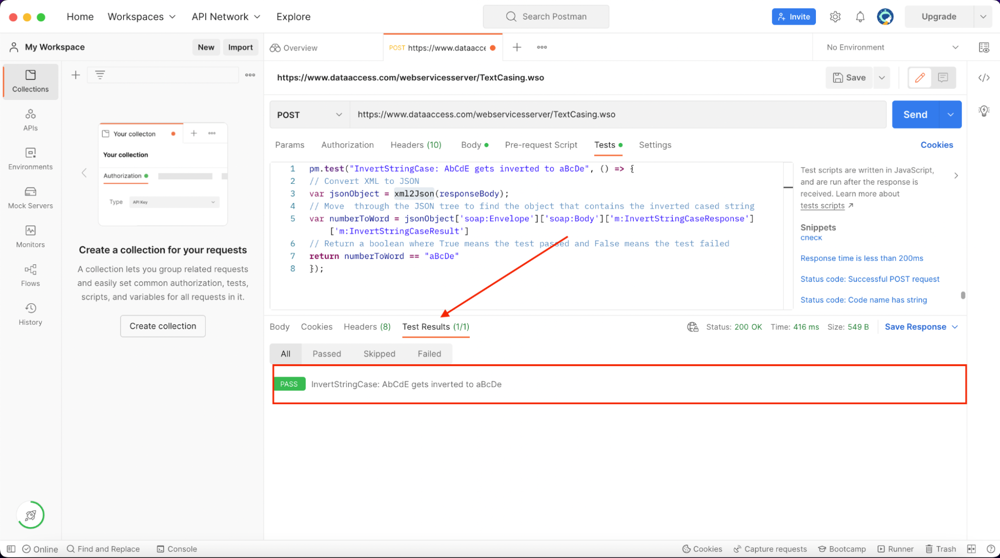 Home Workspaces API Network Explore Search Postman Invite Upgrade
My Workspace New Import Overview POST https://www.dataacce No Environment
Collections
APIs
Environments
Mock Servers
Monitors
Flows
History
Your collecton
Your collection
Authorization
Type API Key
Create a collection for your requests
A collection lets you group related requests
and easily set common authorization, tests,
scripts, and variables for all requests in it.
Create collection
https://www.dataaccess.com/webservicesserver/TextCasing.wso Save
POST https://www.dataaccess.com/webservicesserver/TextCasing.wso Send
Params Authorization Headers (10) Body Pre-request Script Tests Settings Cookies
1 pm.test("InvertStringCase: AbCdE gets inverted to aBcDe", () => {
2 // Convert XML to JSON
3 var jsonObject = xml2Json(responseBody);
4 // Move  through the JSON tree to find the object that contains the inverted cased string
5 var numberToWord = jsonObject['soap:Envelope']['soap:Body']['m:InvertStringCaseResponse']
['m:InvertStringCaseResult']
6 // Return a boolean where True means the test passed and False means the test failed
7 return numberToWord == "aBcDe"
8 });
Test scripts are written in JavaScript,
and are run after the response is
received. Learn more about
tests scripts
Snippets
check
Response time is less than 200ms
Status code: Successful POST request
Status code: Code name has string
Body Cookies Headers (8) Test Results (1/1) Status: 200 OK Time: 416 ms Size: 549 B Save Response
All Passed Skipped Failed
PASS InvertStringCase: AbCdE gets inverted to aBcDe
Online Find and Replace Console Cookies Capture requests Bootcamp Runner Trash